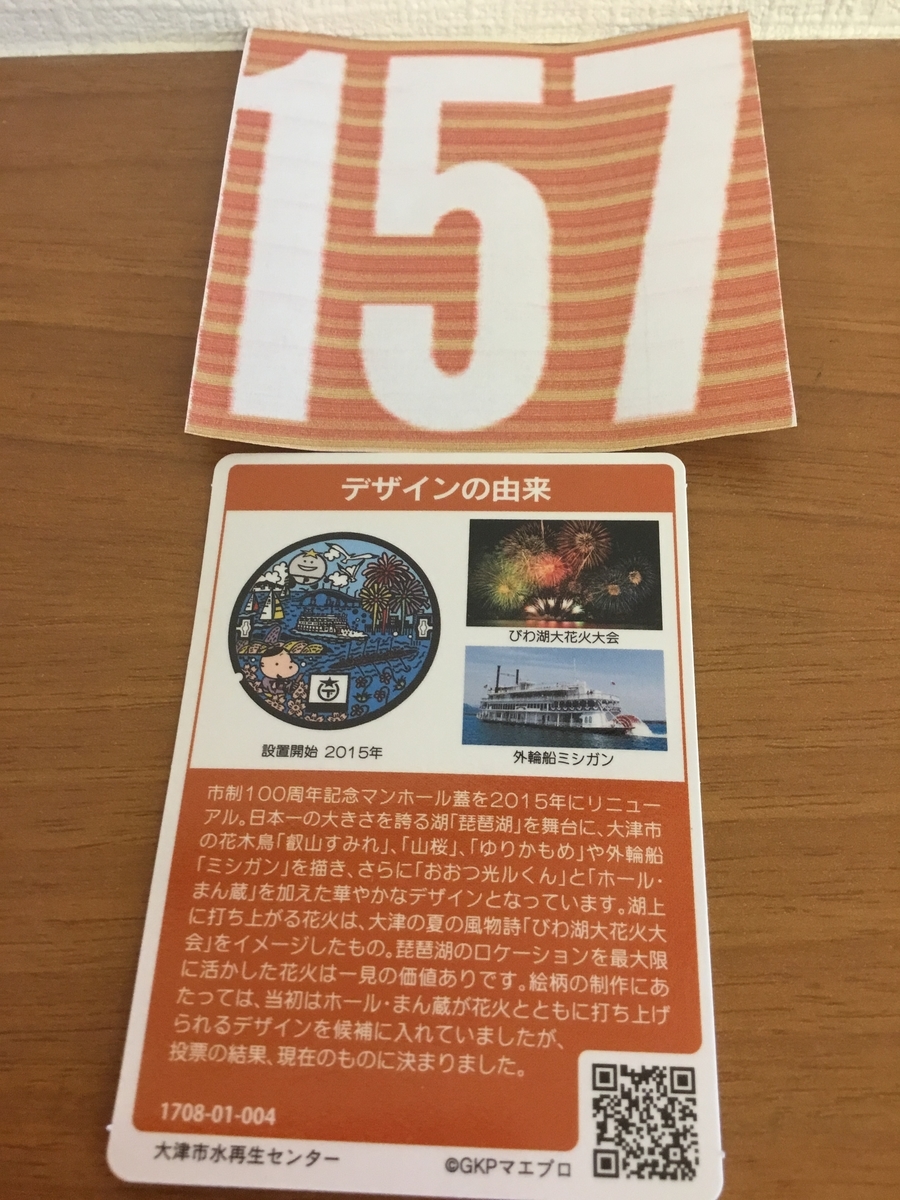 157
デザインの由来
びわ湖大花火大会
設置開始 2015年
外輪船ミシガン
市制100周年記念マンホール蓋を2015年にリニュー
アル。日本一の大きさを誇る湖「琵琶湖」を舞台に、大津市
の花木鳥「叡山すみれ」、「山桜」、「ゆりかもめ」や外輪船
「ミシガン」を描き、さらに「おおつ光ルくん」と「ホール・
まん蔵」を加えた華やかなデザインとなっています。湖上
に打ち上がる花火は、大津の夏の風物詩「びわ湖大花火大
会」をイメージしたもの。琵琶湖のロケーションを最大限
に活かした花火は一見の価値ありです。絵柄の制作にあ
たっては、当初はホール・まん蔵が花火とともに打ち上げ
られるデザインを候補に入れていましたが、
投票の結果、現在のものに決まりました。
1708-01-004
大津市水再生センター
©GKPマエプロ